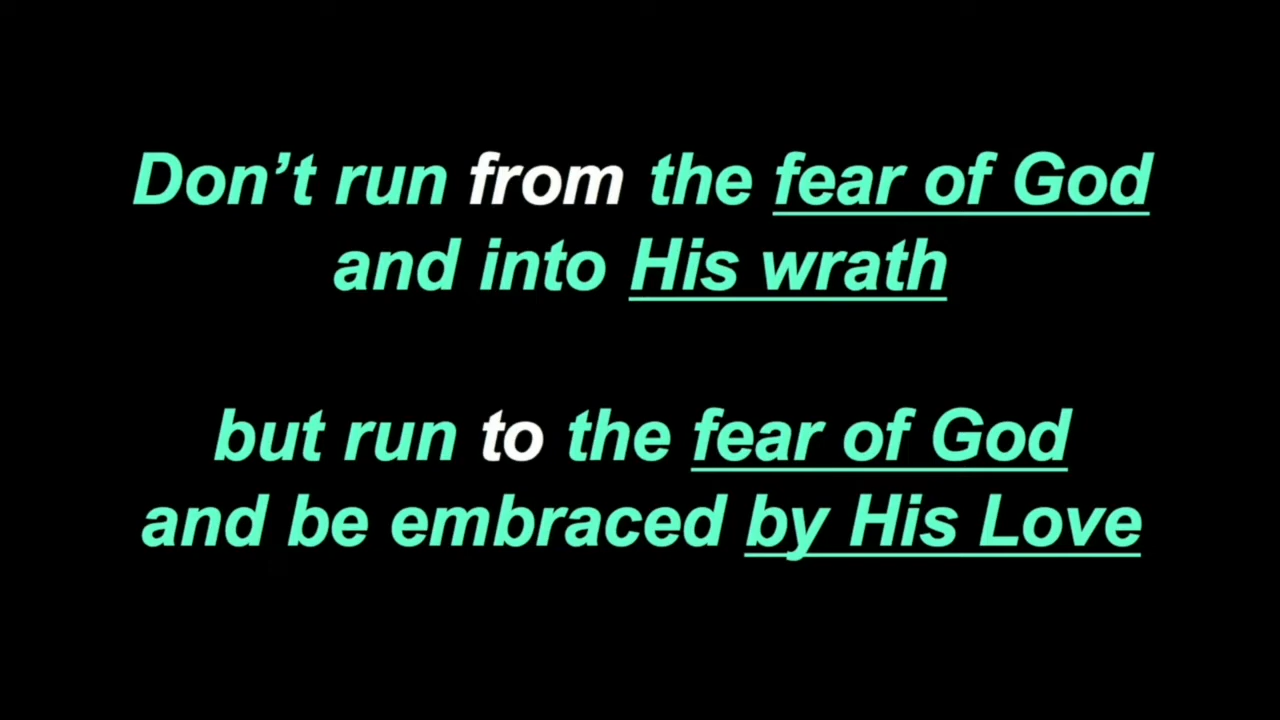 Don’t run from the fear of God
and into His wrath
but run to the fear of God
and be embraced by His Love